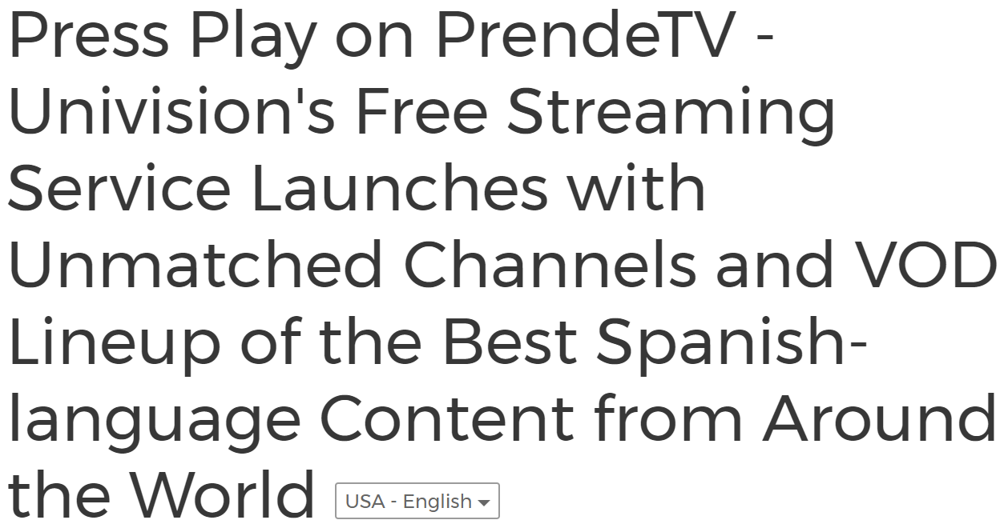 Press Play on PrendeTV -
Univision's Free Streaming
Service Launches with
Unmatched Channels and VOD
Lineup of the Best Spanish-
language Content from Around
the World USA - English